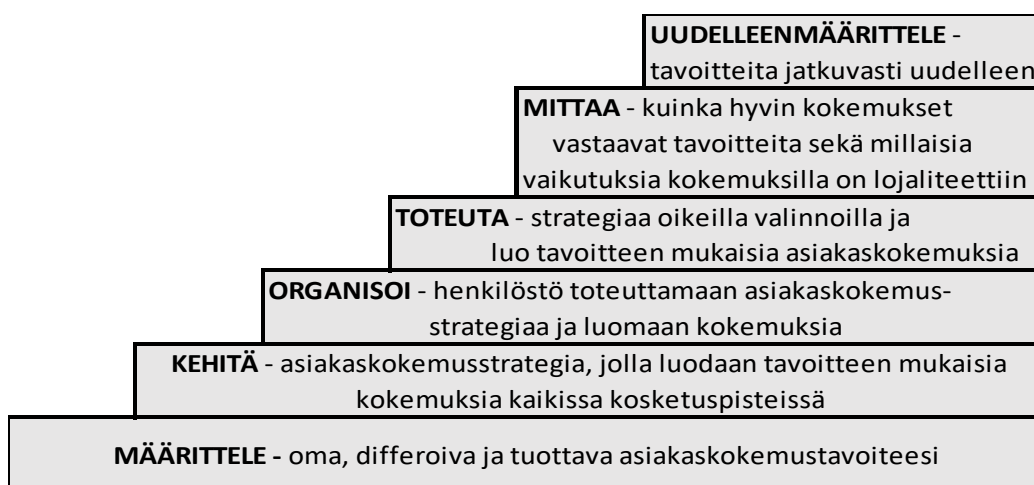 UUDELLEENMÄÄRITTELE -
tavoitteita jatkuvasti uudelleen
MITTAA - kuinka hyvin kokemukset
vastaavat tavoitteita sekä millaisia
vaikutuksia kokemuksilla on lojaliteettiin
TOTEUTA - strategiaa oikeilla valinnoilla ja
luo tavoitteen mukaisia asiakaskokemuksia
ORGANISOI - henkilöstö toteuttamaan asiakaskokemus-
strategiaa ja luomaan kokemuksia
KEHITÄ - asiakaskokemusstrategia, jolla luodaan tavoitteen mukaisia
kokemuksia kaikissa kosketuspisteissä
MÄÄRITTELE - oma, differoiva ja tuottava asiakaskokemustavoiteesi